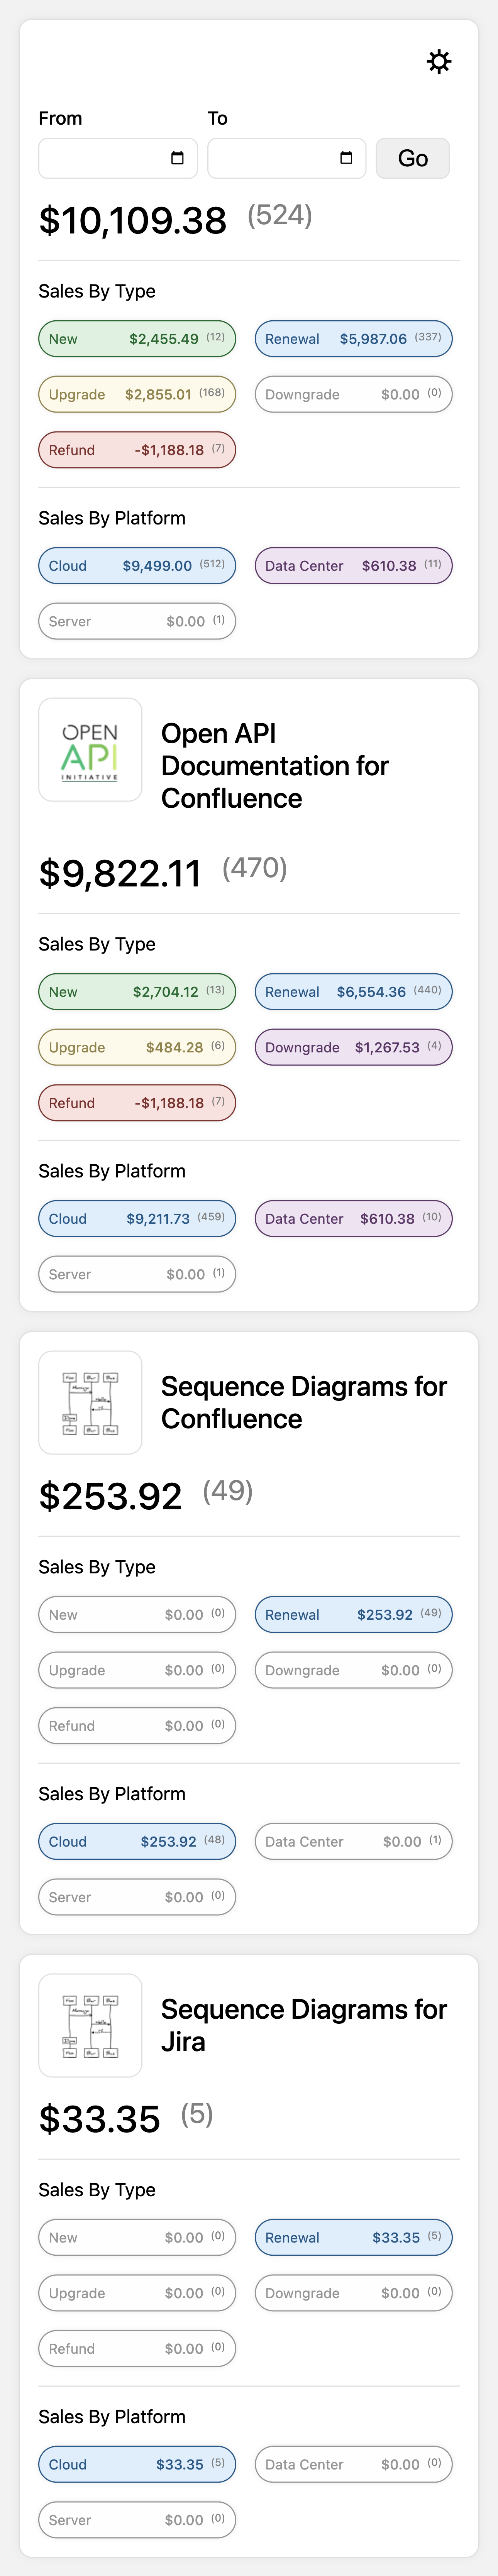 From To
Go
$10,109.38 (524)
Sales By Type
New $2,455.49 (12) Renewal $5,987.06 (337)
Upgrade $2,855.01 (168) Downgrade $0.00 (0)
Refund -$1,188.18 (7)
Sales By Platform
Cloud $9,499.00 (512) Data Center $610.38 (11)
Server $0.00 (1)
OPEN
API
INITIATIVE
Open API
Documentation for
Confluence
$9,822.11 (470)
Sales By Type
New $2,704.12 (13) Renewal $6,554.36 (440)
Upgrade $484.28 (6) Downgrade $1,267.53 (4)
Refund -$1,188.18 (7)
Sales By Platform
Cloud $9,211.73 (459) Data Center $610.38 (10)
Server $0.00 (1)
Sequence Diagrams for
Confluence
$253.92 (49)
Sales By Type
New $0.00 (0) Renewal $253.92 (49)
Upgrade $0.00 (0) Downgrade $0.00 (0)
Refund $0.00 (0)
Sales By Platform
Cloud $253.92 (48) Data Center $0.00 (1)
Server $0.00 (0)
Sequence Diagrams for
Jira
$33.35 (5)
Sales By Type
New $0.00 (0) Renewal $33.35 (5)
Upgrade $0.00 (0) Downgrade $0.00 (0)
Refund $0.00 (0)
Sales By Platform
Cloud $33.35 (5) Data Center $0.00 (0)
Server $0.00 (0)